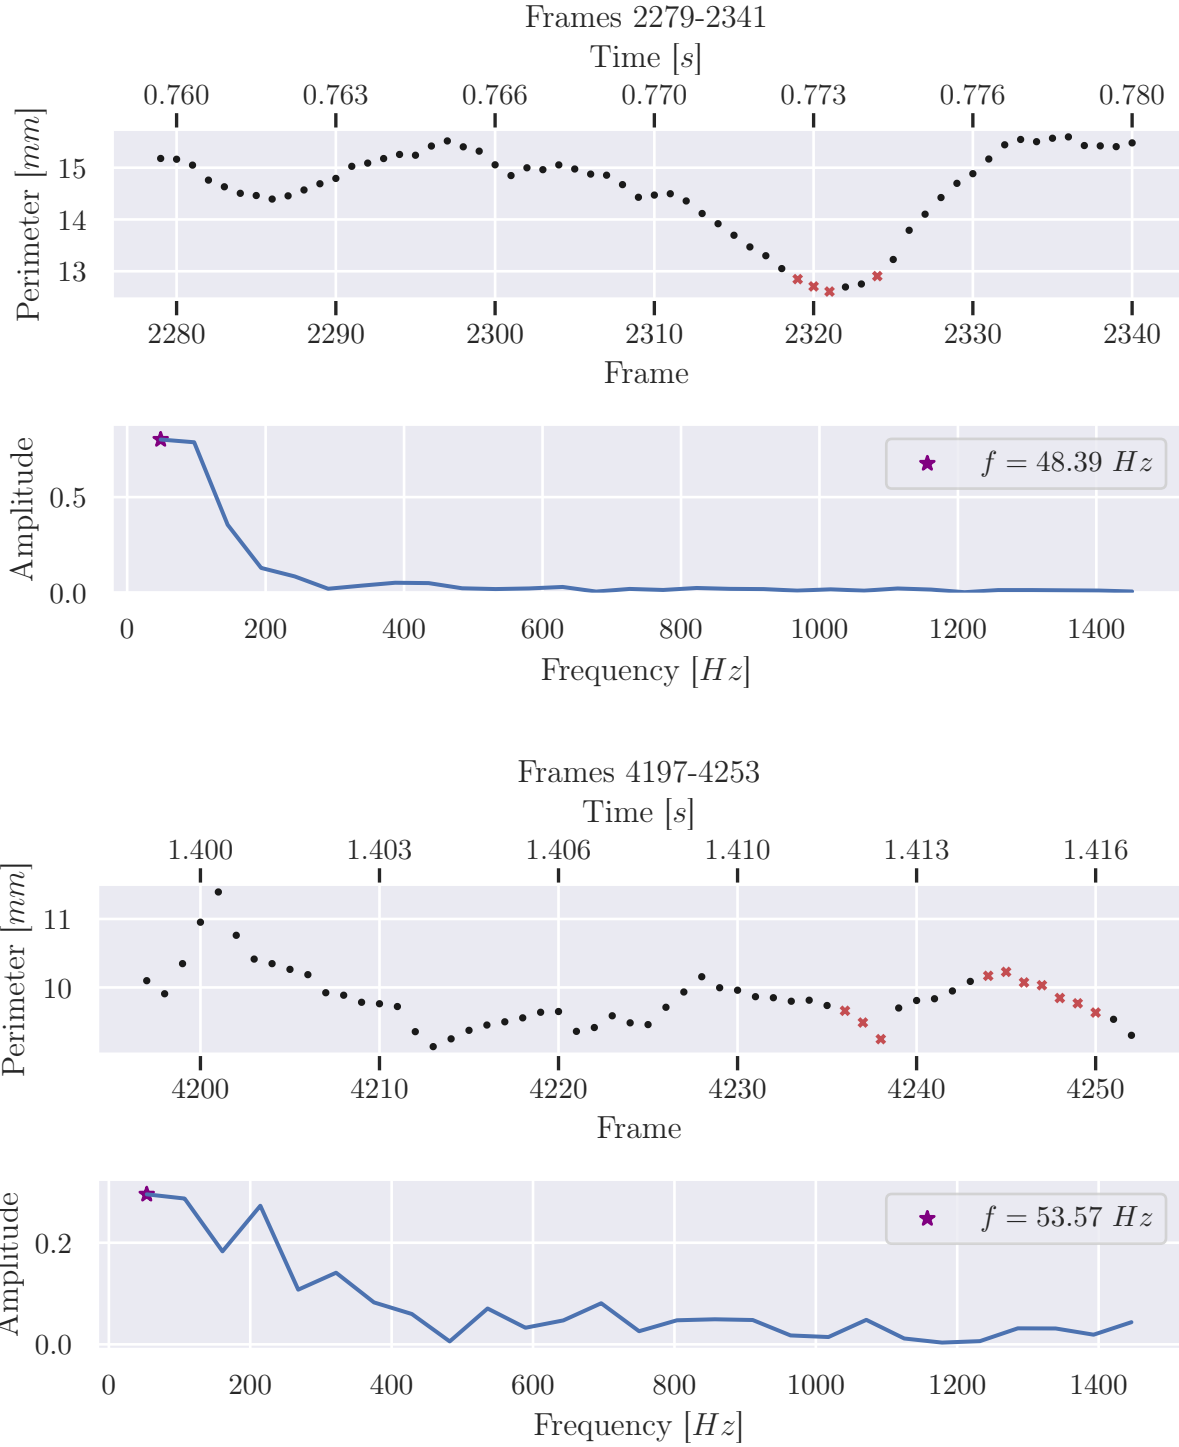 Frames 2279-2341
Time [s]
0.760 0.763 0.766 0.770 0.773 0.776 0.780
Perimeter [mm]
15
14
13
2280 2290 2300 2310 2320 2330 2340
Frame
Amplitude
0.5
0.0
f = 48.39 Hz
0 200 400 600 800 1000 1200 1400
Frequency [Hz]
Frames 4197-4253
Time [s]
1.400 1.403 1.406 1.410 1.413 1.416
Perimeter [mm]
11
10
4200 4210 4220 4230 4240 4250
Frame
Amplitude
0.2
0.0
f = 53.57 Hz
0 200 400 600 800 1000 1200 1400
Frequency [Hz]